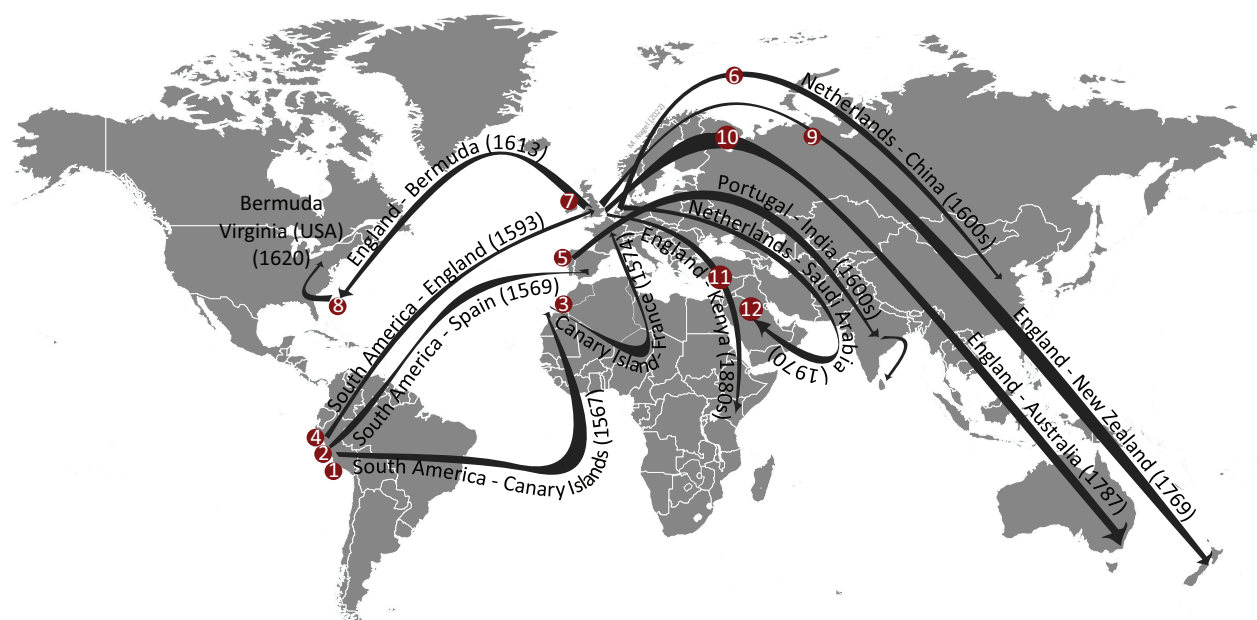 6
Netherlands - China (1600s)
9
10
England - Bermuda (1613)
7
Bermuda
Virginia (USA)
(1620)
8
Portugal - India (1600s)
Netherlands - Saudi Arabia
(1970)
12
England - Kenya (1880s)
11
South America - England (1593)
5
South America - Spain (1569)
3
Canary Island- France (1574
England - New Zealand (1769)
England - Australia (1787)
4
2
1
South America - Canary Islands (1567)